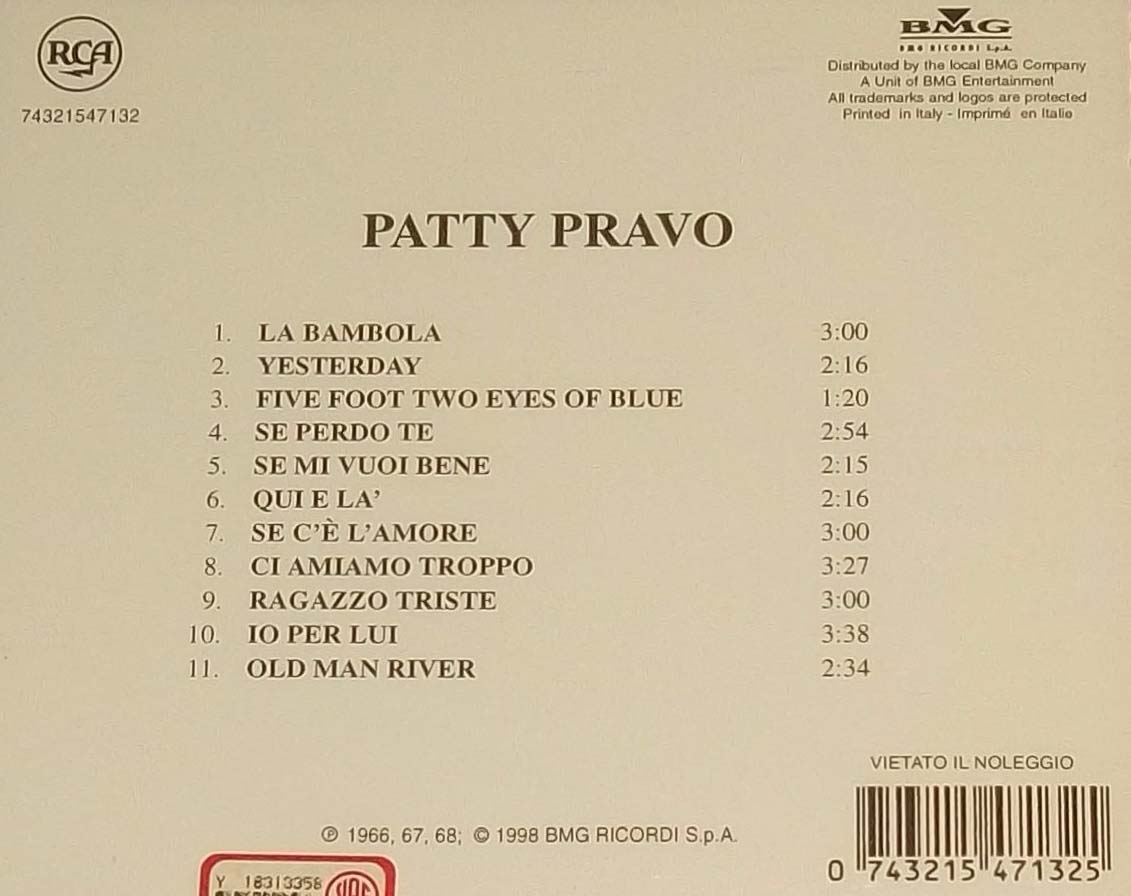 RCA
74321547132
BMG
BMG RICORDI S.p.A.
Distributed by the local BMG Company
A Unit of BMG Entertainment
All trademarks and logos are protected
Printed in Italy - Imprimé en Italie
PATTY PRAVO
1. LA BAMBOLA 3:00
2. YESTERDAY 2:16
3. FIVE FOOT TWO EYES OF BLUE 1:20
4. SE PERDO TE 2:54
5. SE MI VUOI BENE 2:15
6. QUI E LA’ 2:16
7. SE C’È L’AMORE 3:00
8. CI AMIAMO TROPPO 3:27
9. RAGAZZO TRISTE 3:00
10. IO PER LUI 3:38
11. OLD MAN RIVER 2:34
VIETATO IL NOLEGGIO
℗ 1966, 67, 68; © 1998 BMG RICORDI S.p.A.
0 743215 471325
Y 18313358